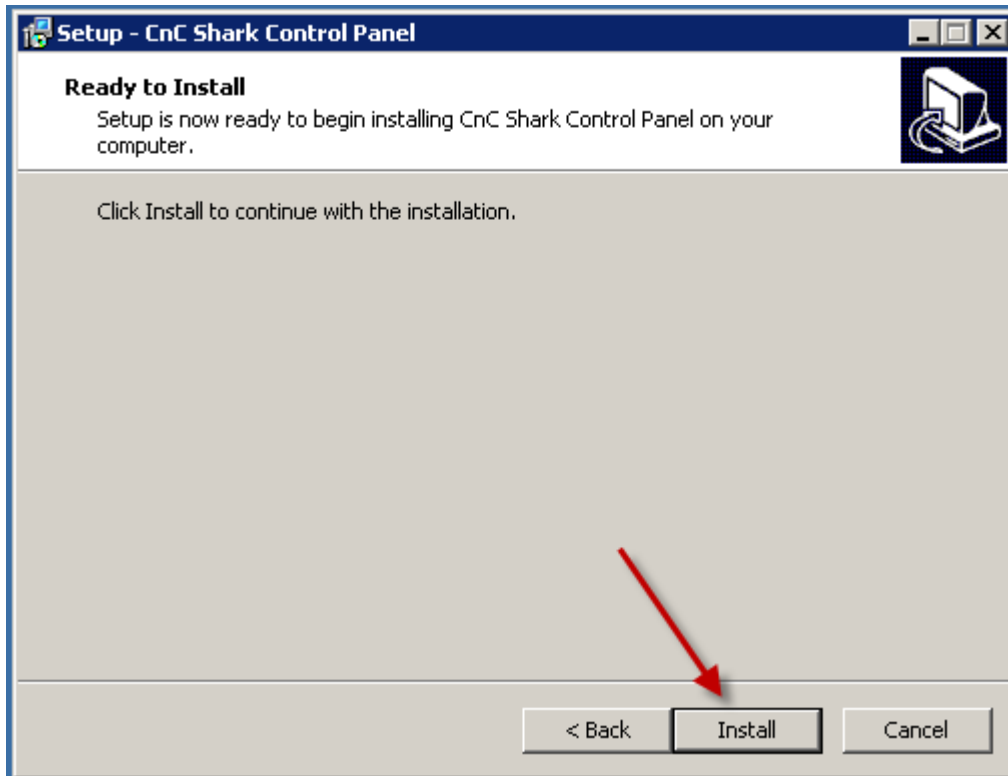 Setup - CnC Shark Control Panel
Ready to Install
Setup is now ready to begin installing CnC Shark Control Panel on your
computer.
Click Install to continue with the installation.
< Back Install Cancel